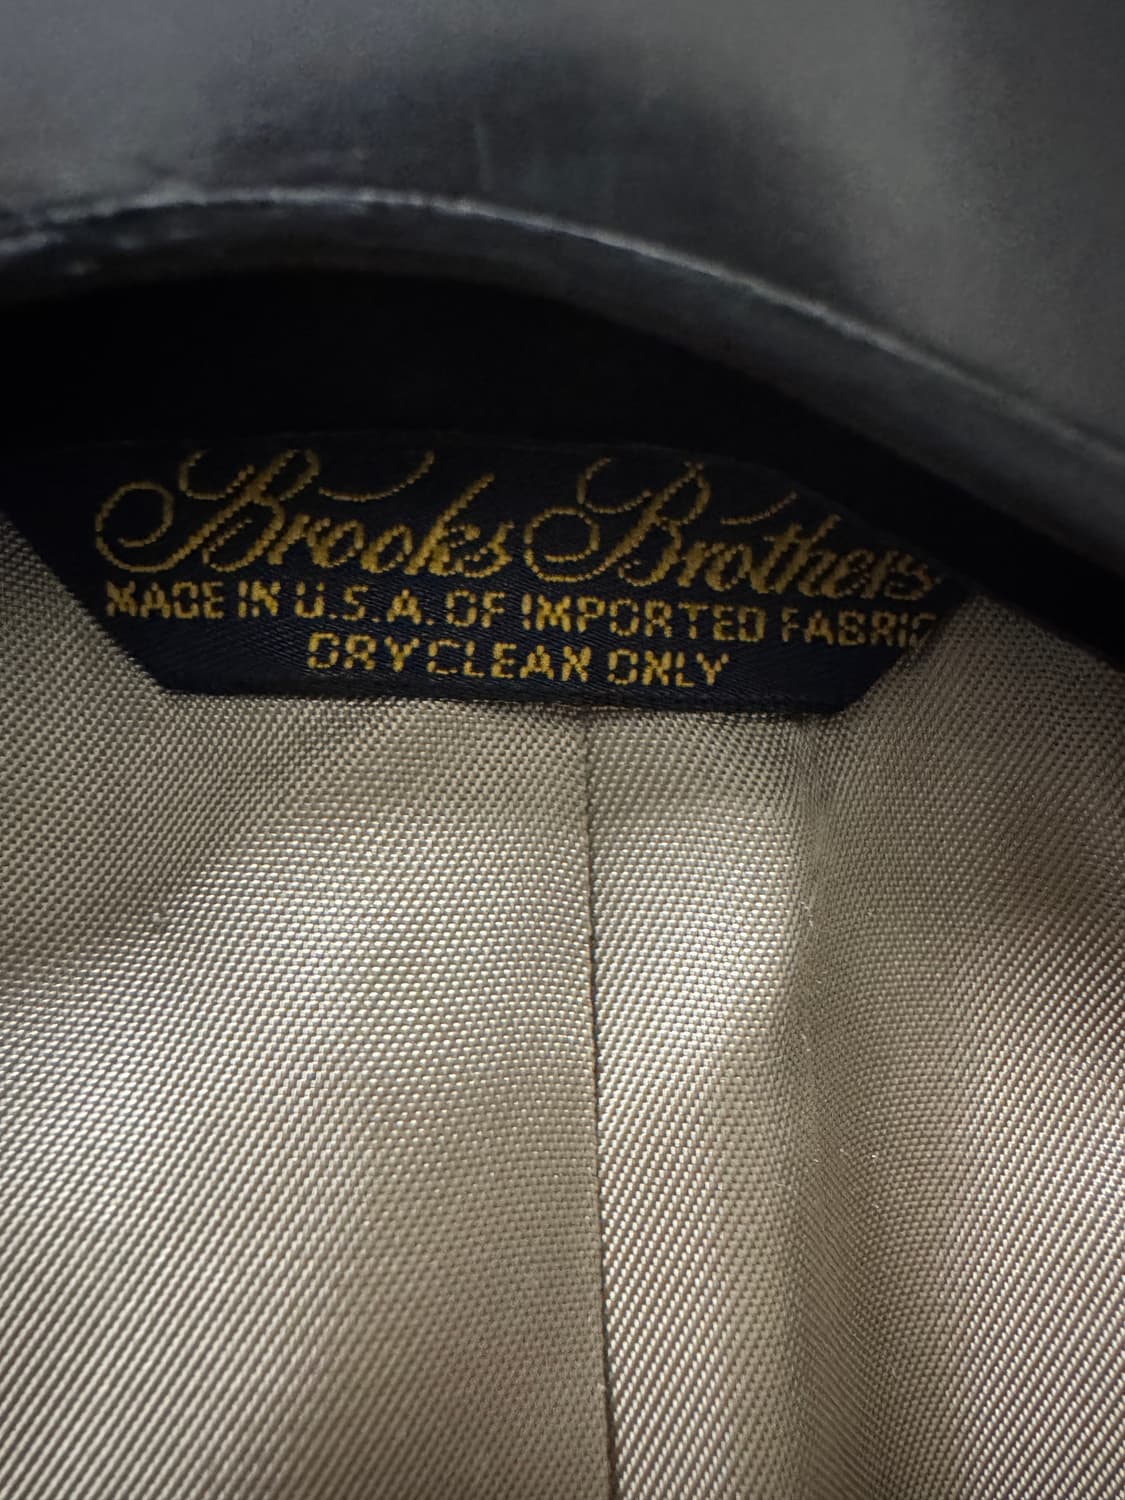 Brooks Brothers
MADE IN U.S.A. OF IMPORTED FABRIC
DRY CLEAN ONLY